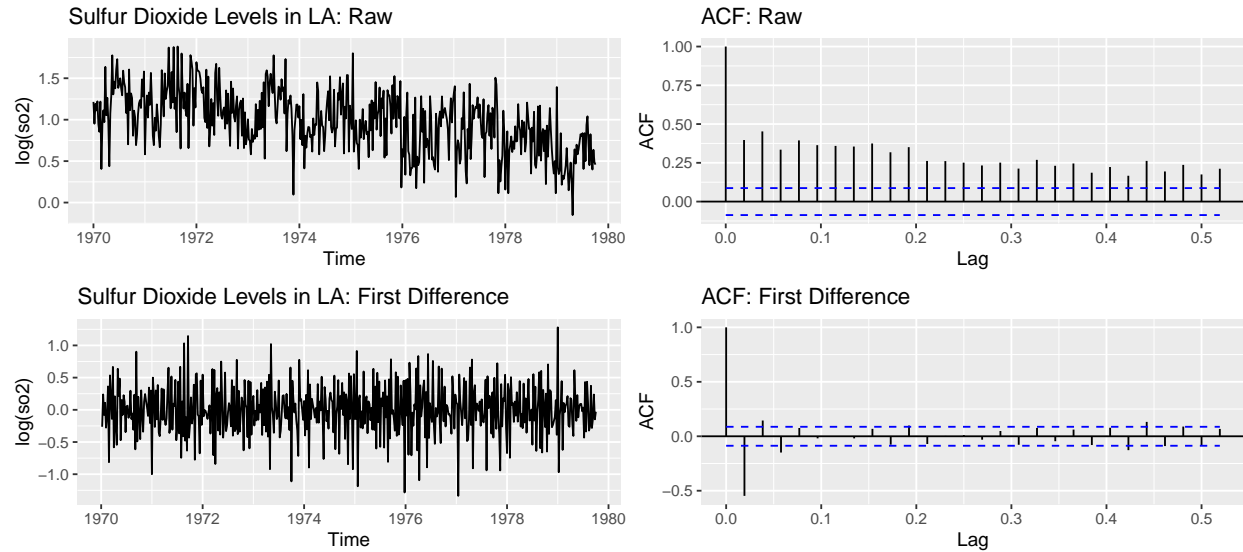 Sulfur Dioxide Levels in LA: Raw
log(so2)
1.5
1.0
0.5
0.0
1970 1972 1974 1976 1978 1980
Time
ACF: Raw
ACF
1.00
0.75
0.50
0.25
0.00
0.0 0.1 0.2 0.3 0.4 0.5
Lag
Sulfur Dioxide Levels in LA: First Difference
log(so2)
1.0
0.5
0.0
−0.5
−1.0
1970 1972 1974 1976 1978 1980
Time
ACF: First Difference
ACF
1.0
0.5
0.0
−0.5
0.0 0.1 0.2 0.3 0.4 0.5
Lag